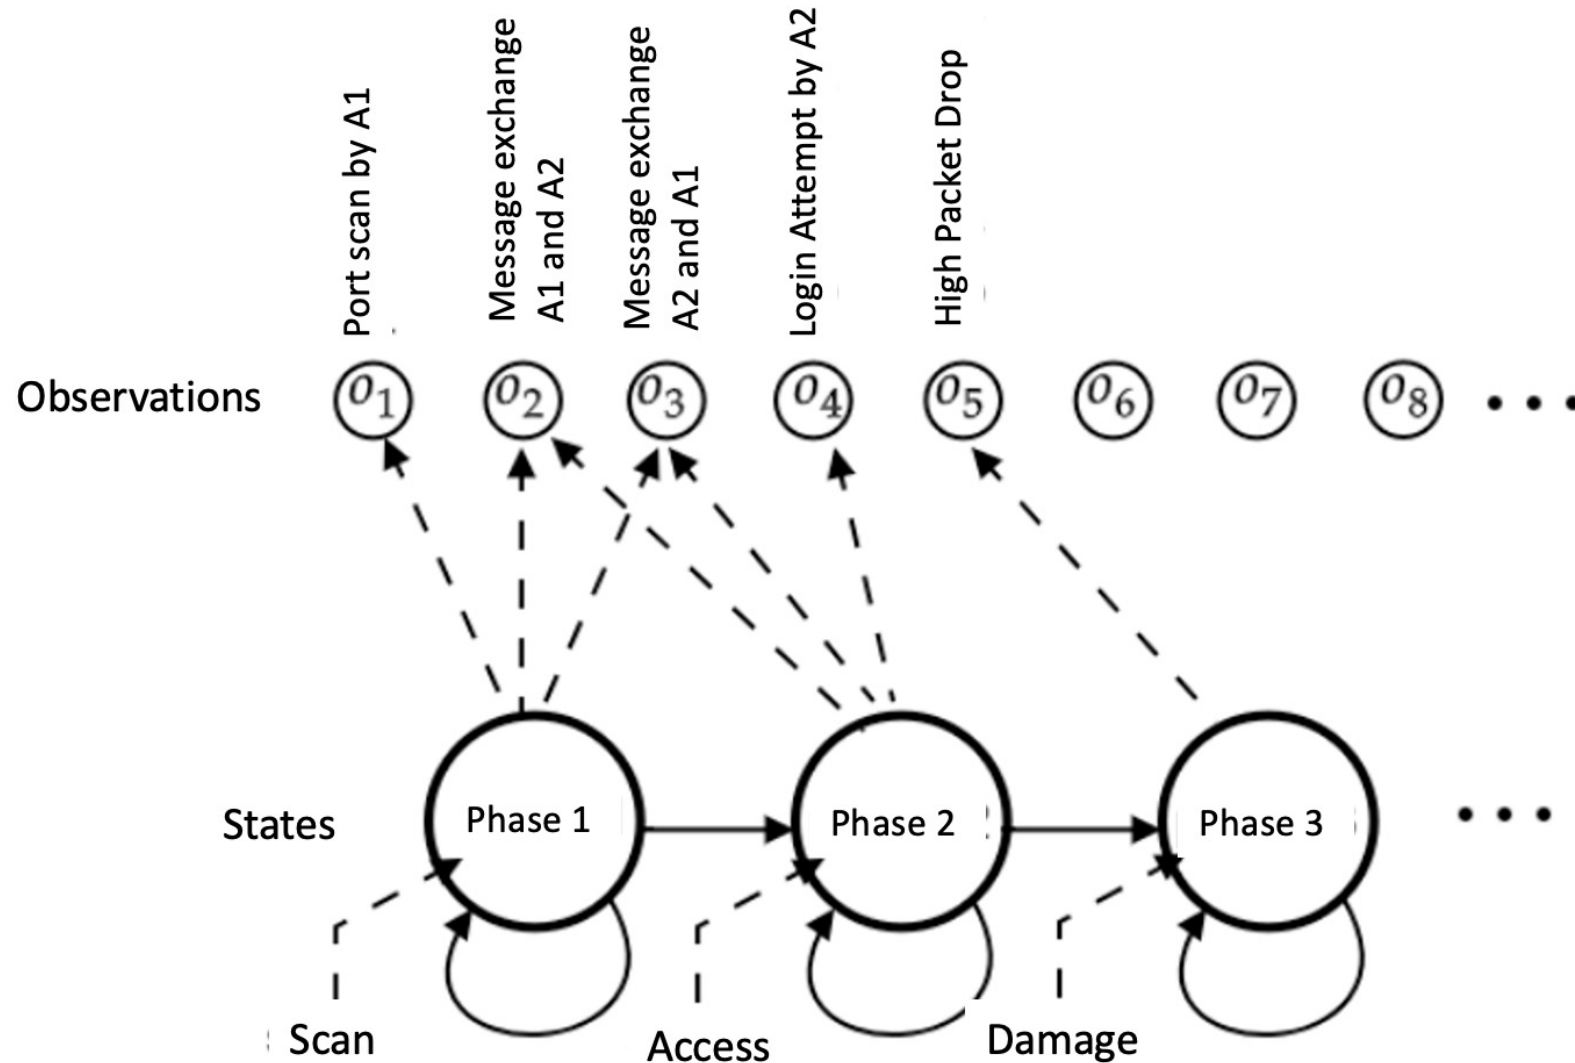 Port scan by A1
Message exchange
A1 and A2
Message exchange
A2 and A1
Login Attempt by A2
High Packet Drop
Observations
o1
o2
o3
o4
o5
o6
o7
o8
States
Phase 1
Phase 2
Phase 3
Scan
Access
Damage